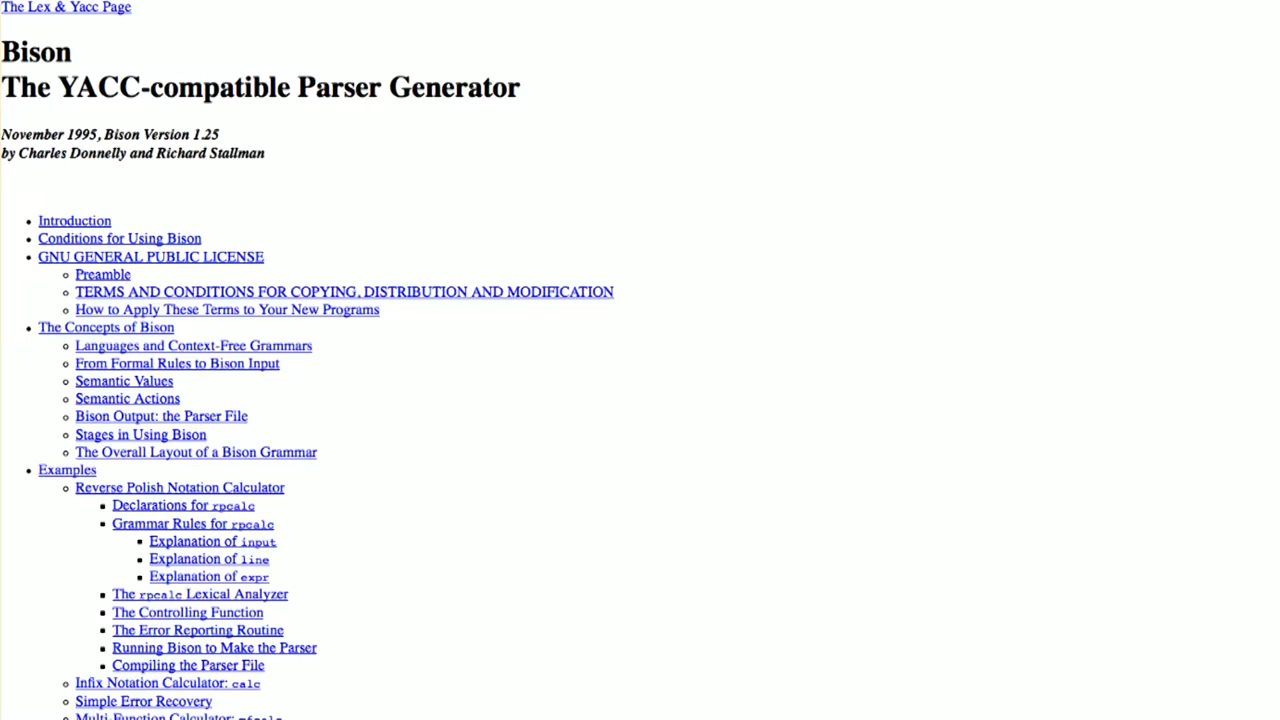 The Lex & Yacc Page
Bison
The YACC-compatible Parser Generator
November 1995, Bison Version 1.25
by Charles Donnelly and Richard Stallman
Introduction
Conditions for Using Bison
GNU GENERAL PUBLIC LICENSE
Preamble
TERMS AND CONDITIONS FOR COPYING, DISTRIBUTION AND MODIFICATION
How to Apply These Terms to Your New Programs
The Concepts of Bison
Languages and Context-Free Grammars
From Formal Rules to Bison Input
Semantic Values
Semantic Actions
Bison Output: the Parser File
Stages in Using Bison
The Overall Layout of a Bison Grammar
Examples
Reverse Polish Notation Calculator
Declarations for rpcalc
Grammar Rules for rpcalc
Explanation of input
Explanation of line
Explanation of expr
The rpcalc Lexical Analyzer
The Controlling Function
The Error Reporting Routine
Running Bison to Make the Parser
Compiling the Parser File
Infix Notation Calculator: calc
Simple Error Recovery
Multi-Function Calculator: mfcalc